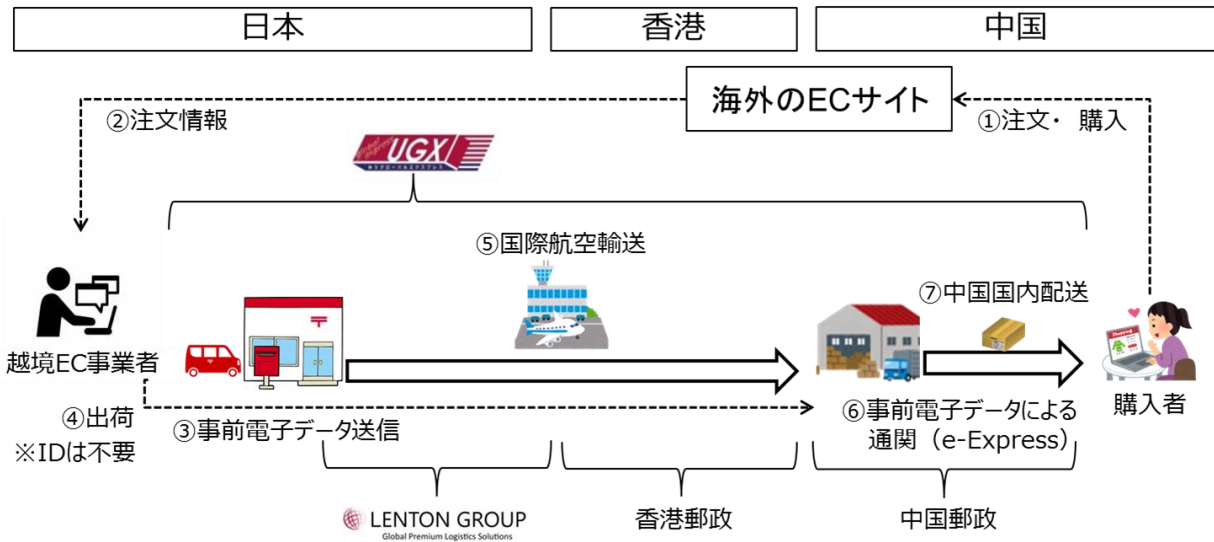 日本
香港
中国
海外のECサイト
②注文情報
①注文・ 購入
UGX
⑤国際航空輸送
⑦中国国内配送
〒
越境EC事業者
購入者
④出荷
※IDは不要
③事前電子データ送信
⑥事前電子データによる
通関（e-Express）
LENTON GROUP
Global Premium Logistics Solutions
香港郵政
中国郵政